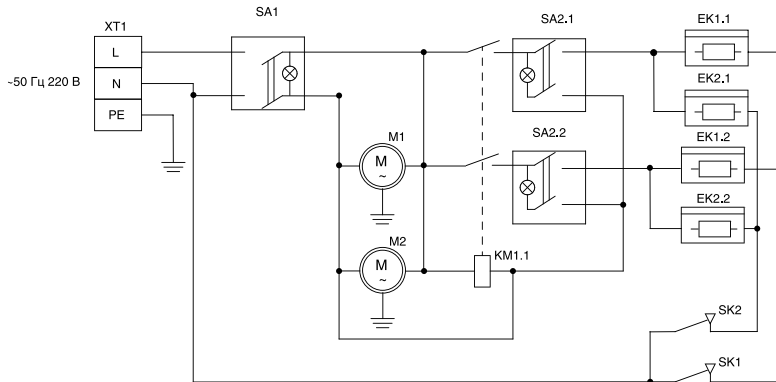 SA1
SA2.1
EK1.1
XT1
L
~50 Гц 220 В
N
EK2.1
PE
M1
M
~
SA2.2
EK1.2
EK2.2
M2
M
~
KM1.1
SK2
SK1